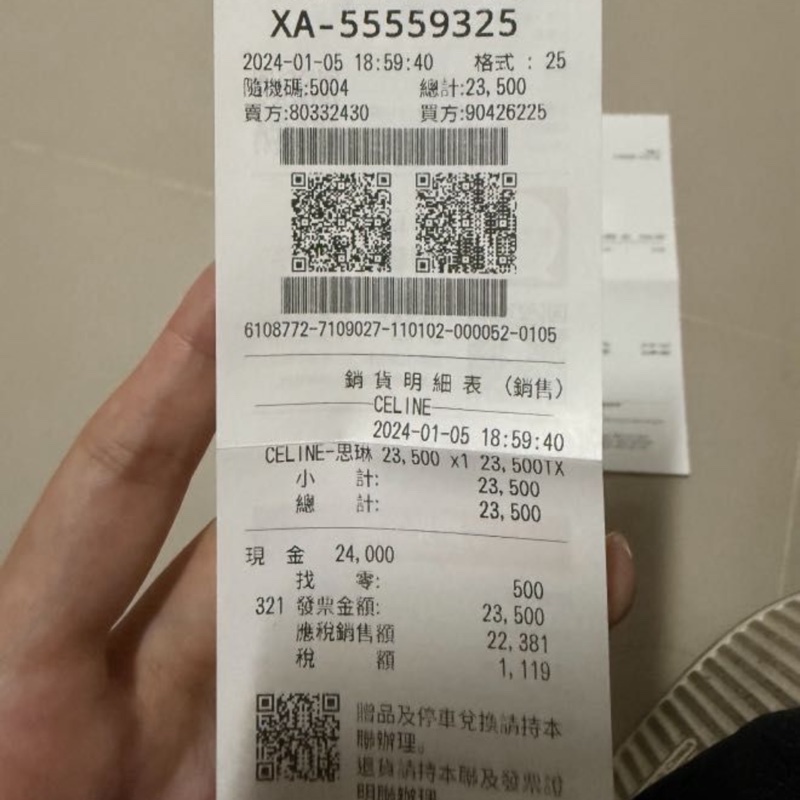 XA-55559325
2024-01-05 18:59:40 格式 : 25
隨機碼:5004 總計:23,500
賣方:80332430 買方:90426225
6108772-7109027-110102-000052-0105
銷貨明細表 (銷售)
CELINE
2024-01-05 18:59:40
CELINE-思琳 23,500 x1 23,500TX
小 計: 23,500
總 計: 23,500
現 金 24,000
找 零: 500
321 發票金額: 23,500
應稅銷售額 22,381
稅 額 1,119
贈品及停車兌換請持本
聯辦理。
退貨請持本聯及發票證
明聯辦理